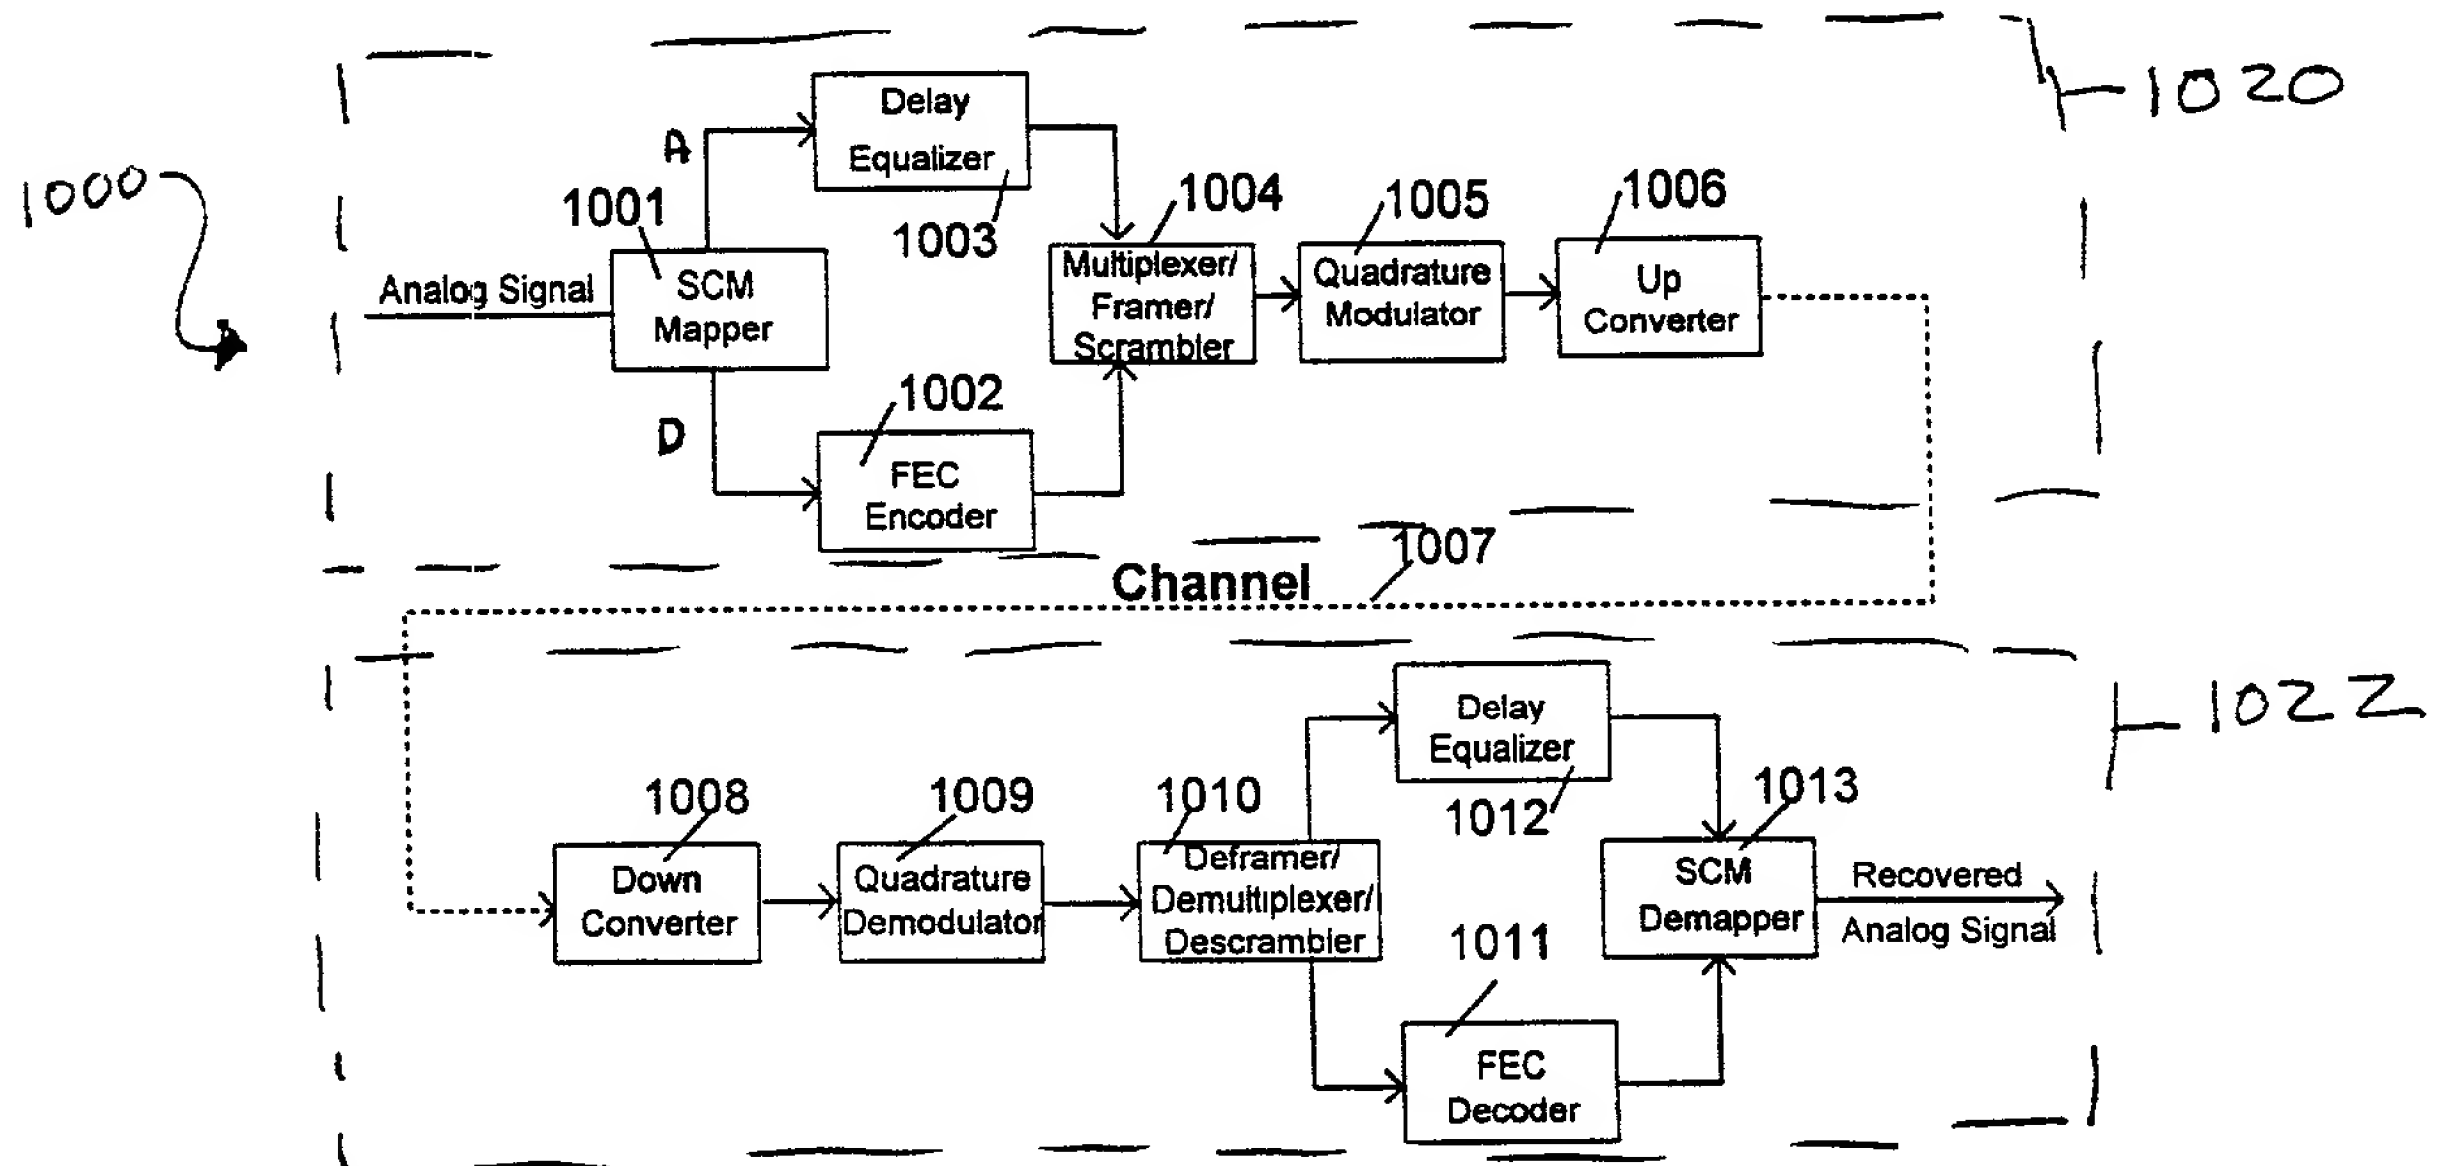 1020
1000
Delay
Equalizer
A
1003
1001
Analog Signal
SCM
Mapper
1004
Multiplexer/
Framer/
Scrambler
1005
Quadrature
Modulator
1006
Up
Converter
D
1002
FEC
Encoder
1007
Channel
1022
Delay
Equalizer
1012
1008
Down
Converter
1009
Quadrature
Demodulator
1010
Deframer/
Demultiplexer/
Descrambler
1013
SCM
Demapper
Recovered
Analog Signal
1011
FEC
Decoder